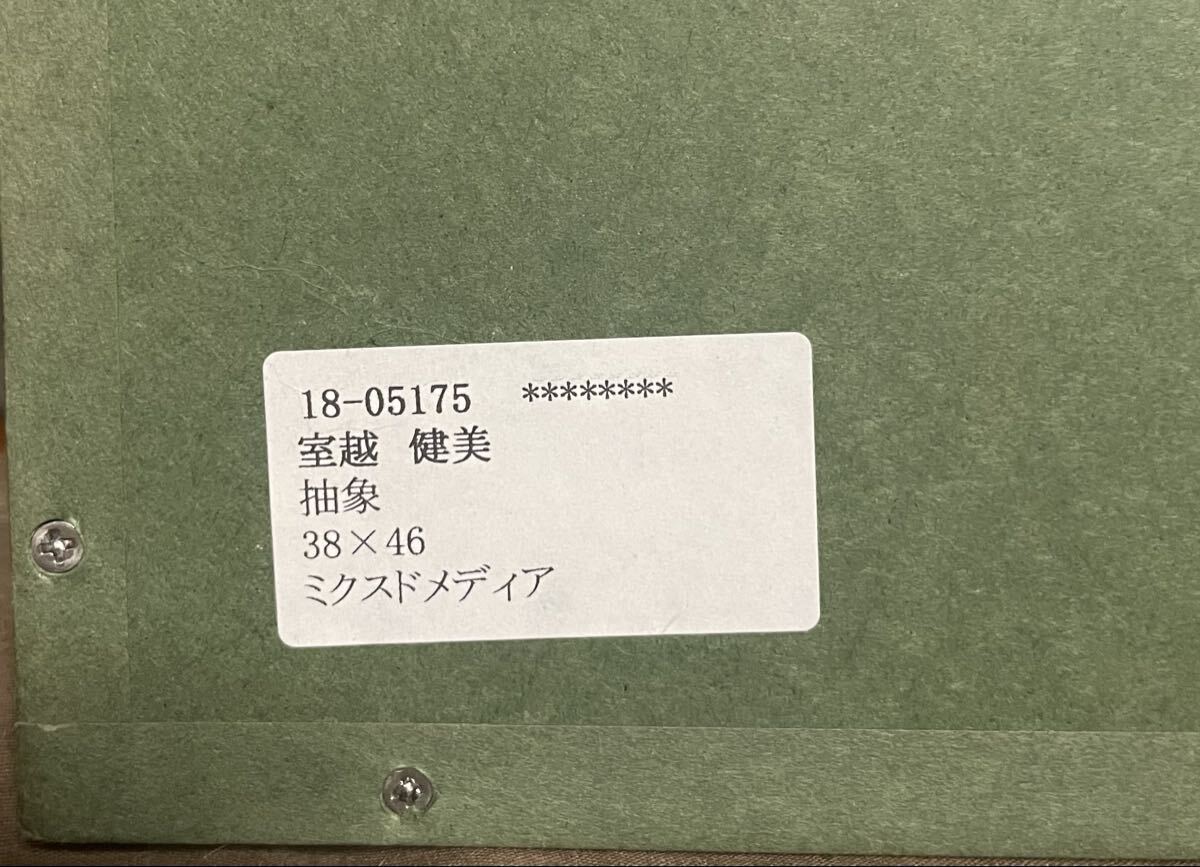 18-05175 ********
室越 健美
抽象
38×46
ミクスドメディア